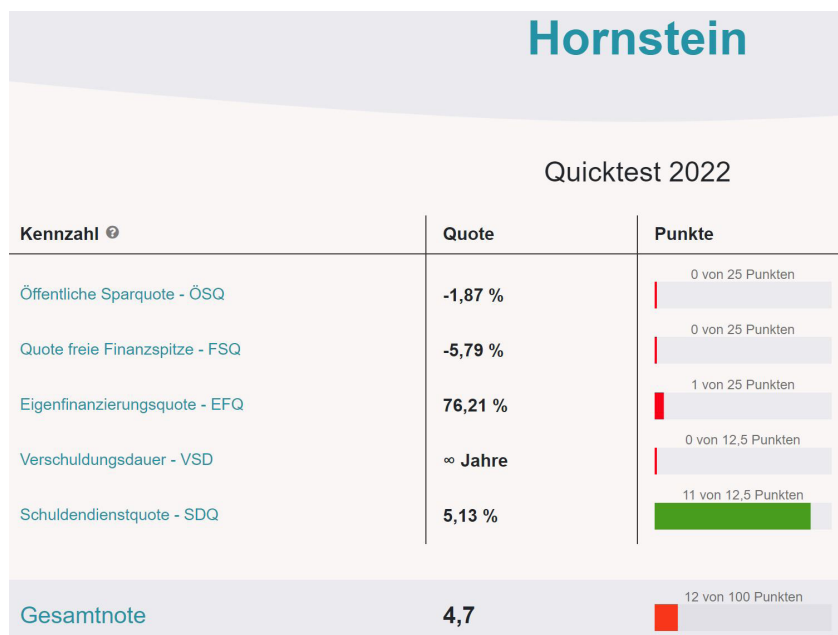 Hornstein
Quicktest 2022
Kennzahl Quote Punkte
Öffentliche Sparquote - ÖSQ -1,87 % 0 von 25 Punkten
Quote freie Finanzspitze - FSQ -5,79 % 0 von 25 Punkten
Eigenfinanzierungsquote - EFQ 76,21 % 1 von 25 Punkten
Verschuldungsdauer - VSD ∞ Jahre 0 von 12,5 Punkten
Schuldendienstquote - SDQ 5,13 % 11 von 12,5 Punkten
Gesamtnote 4,7 12 von 100 Punkten